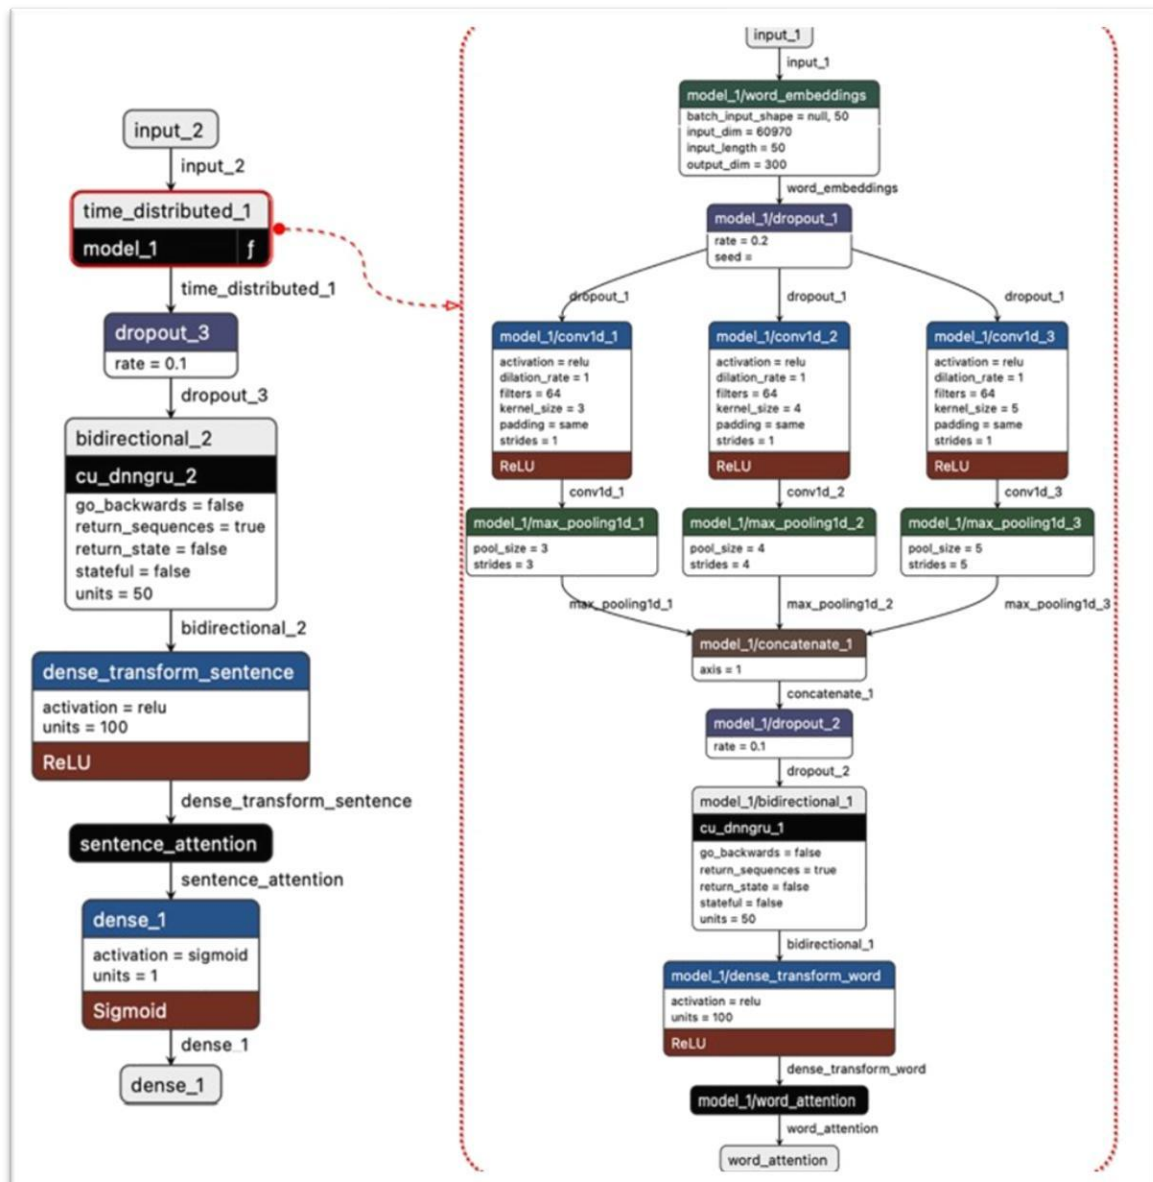 input_2
input_2
time_distributed_1
model_1 ƒ
time_distributed_1
dropout_3
rate = 0.1
dropout_3
bidirectional_2
cu_dnngru_2
go_backwards = false
return_sequences = true
return_state = false
stateful = false
units = 50
bidirectional_2
dense_transform_sentence
activation = relu
units = 100
ReLU
dense_transform_sentence
sentence_attention
sentence_attention
dense_1
activation = sigmoid
units = 1
Sigmoid
dense_1
dense_1
input_1
input_1
model_1/word_embeddings
batch_input_shape = null, 50
input_dim = 60970
input_length = 50
output_dim = 300
word_embeddings
model_1/dropout_1
rate = 0.2
seed =
dropout_1
model_1/conv1d_1
activation = relu
dilation_rate = 1
filters = 64
kernel_size = 3
padding = same
strides = 1
ReLU
conv1d_1
model_1/max_pooling1d_1
pool_size = 3
strides = 3
max_pooling1d_1
dropout_1
model_1/conv1d_2
activation = relu
dilation_rate = 1
filters = 64
kernel_size = 4
padding = same
strides = 1
ReLU
conv1d_2
model_1/max_pooling1d_2
pool_size = 4
strides = 4
max_pooling1d_2
dropout_1
model_1/conv1d_3
activation = relu
dilation_rate = 1
filters = 64
kernel_size = 5
padding = same
strides = 1
ReLU
conv1d_3
model_1/max_pooling1d_3
pool_size = 5
strides = 5
max_pooling1d_3
model_1/concatenate_1
axis = 1
concatenate_1
model_1/dropout_2
rate = 0.1
dropout_2
model_1/bidirectional_1
cu_dnngru_1
go_backwards = false
return_sequences = true
return_state = false
stateful = false
units = 50
bidirectional_1
model_1/dense_transform_word
activation = relu
units = 100
ReLU
dense_transform_word
model_1/word_attention
word_attention
word_attention